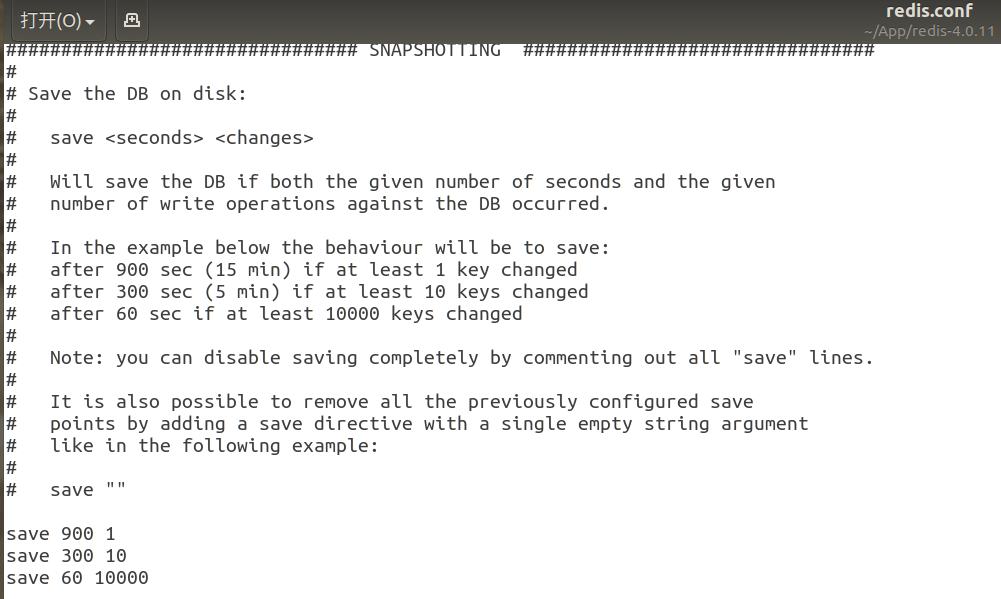 打开(O)
redis.conf
~/App/redis-4.0.11
################################ SNAPSHOTTING  ################################
#
# Save the DB on disk:
#
#   save <seconds> <changes>
#
#   Will save the DB if both the given number of seconds and the given
#   number of write operations against the DB occurred.
#
#   In the example below the behaviour will be to save:
#   after 900 sec (15 min) if at least 1 key changed
#   after 300 sec (5 min) if at least 10 keys changed
#   after 60 sec if at least 10000 keys changed
#
#   Note: you can disable saving completely by commenting out all "save" lines.
#
#   It is also possible to remove all the previously configured save
#   points by adding a save directive with a single empty string argument
#   like in the following example:
#
#   save ""
save 900 1
save 300 10
save 60 10000